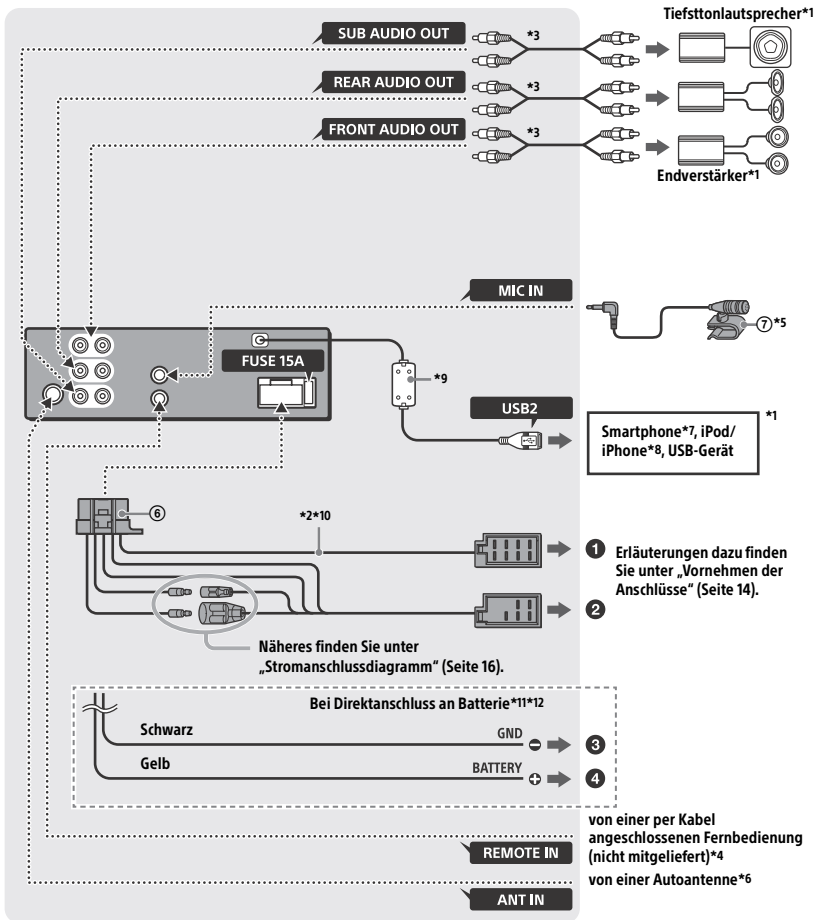 Tiefsttonlautsprecher*1
SUB AUDIO OUT
*3
REAR AUDIO OUT
*3
FRONT AUDIO OUT
*3
Endverstärker*1
MIC IN
⑦*5
FUSE 15A
*9
USB2
*1
Smartphone*7, iPod/
iPhone*8, USB-Gerät
⑥
*2*10
❶ Erläuterungen dazu finden
Sie unter „Vornehmen der
Anschlüsse“ (Seite 14).
❷
Näheres finden Sie unter
„Stromanschlussdiagramm“ (Seite 16).
Bei Direktanschluss an Batterie*11*12
Schwarz
GND
❸
Gelb
BATTERY
❹
von einer per Kabel
angeschlossenen Fernbedienung
(nicht mitgeliefert)*4
REMOTE IN
von einer Autoantenne*6
ANT IN